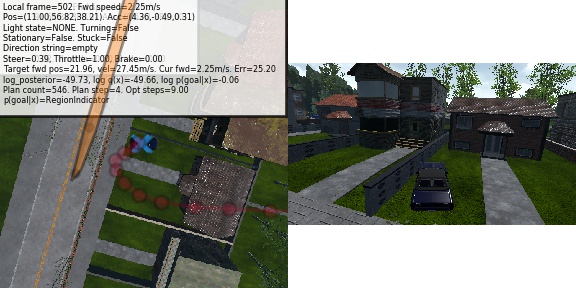 Local frame=502. Fwd speed=2.25m/s
Pos=(11.00,56.82,38.21). Acc=(4.36,-0.49,0.31)
Light state=NONE. Turning=False
Stationary=False. Stuck=False
Direction string=empty
Steer=0.39, Throttle=1.00, Brake=0.00
Target fwd pos=21.96, vel=27.45m/s. Cur fwd=2.25m/s. Err=25.20
log_posterior=-49.73, log q(x)=-49.66, log p(goal|x)=-0.06
Plan count=546. Plan step=4. Opt steps=9.00
p(goal|x)=RegionIndicator